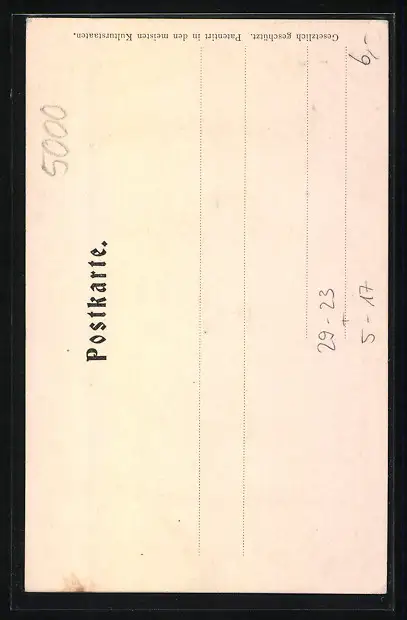 Gesetzlich geschützt. Patentirt in den meisten Kulturstaaten.
5000
Postkarte.
29 - 23
5 - 17
6,-